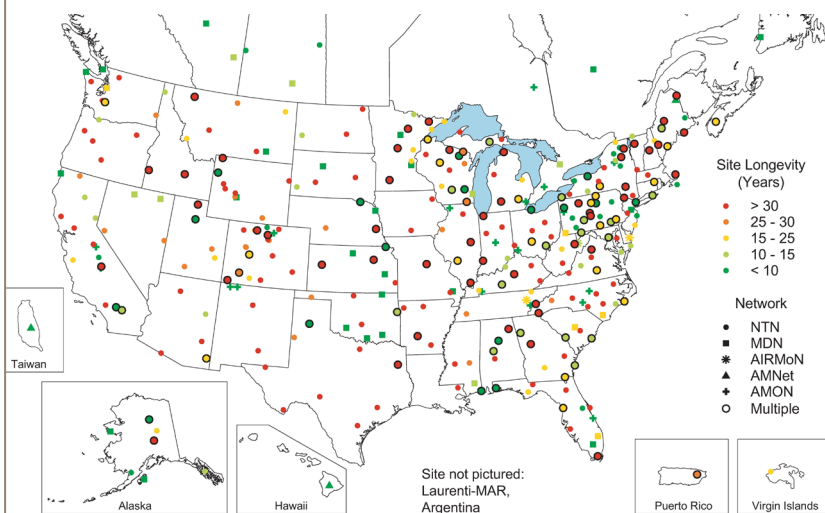 Site Longevity
(Years)
> 30
25 - 30
15 - 25
10 - 15
< 10
Network
NTN
MDN
AIRMoN
AMNet
AMON
Multiple
Taiwan
Alaska
Hawaii
Site not pictured:
Laurenti-MAR,
Argentina
Puerto Rico
Virgin Islands